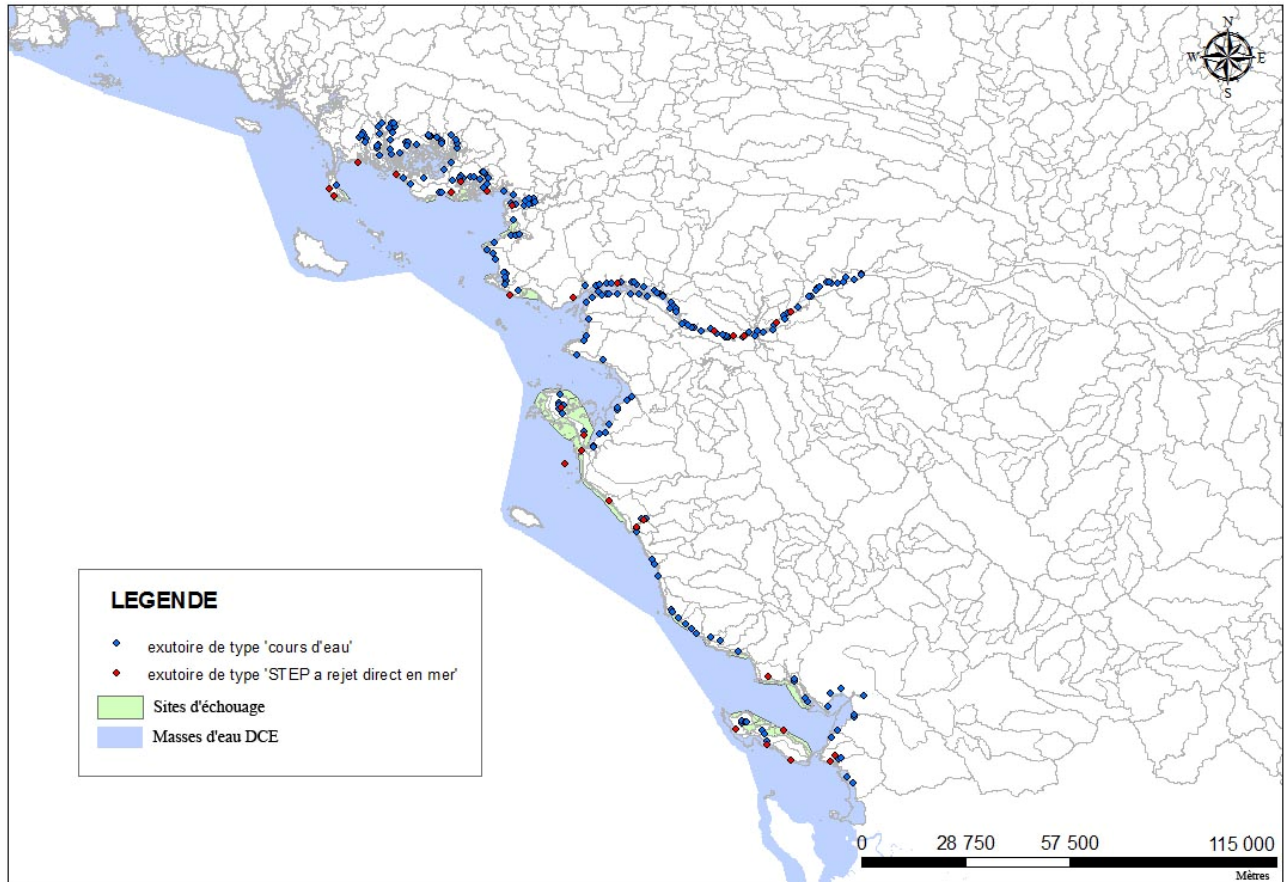 N
W E
S
LEGENDE
exutoire de type 'cours d'eau'
exutoire de type 'STEP a rejet direct en mer'
Sites d'échouage
Masses d'eau DCE
0 28 750 57 500 115 000
Mètres